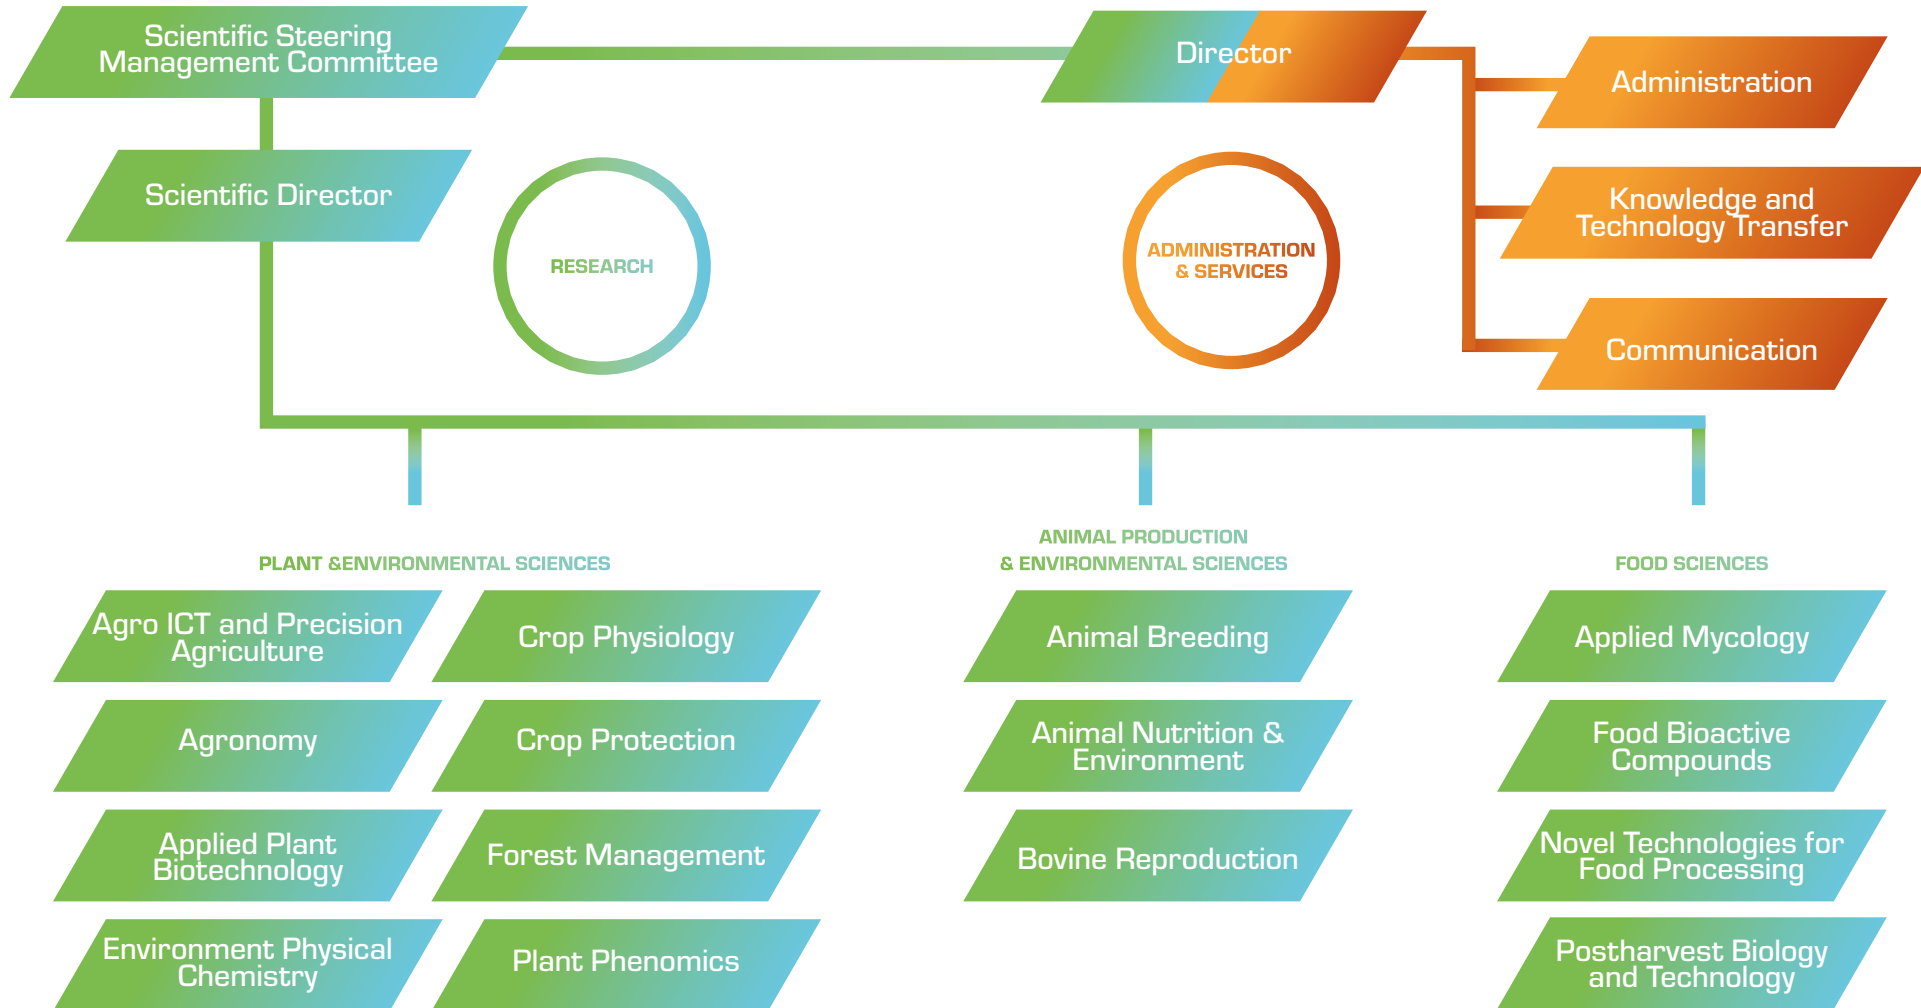 Scientific Steering
Management Committee
Director
Administration
Scientific Director
Knowledge and
Technology Transfer
RESEARCH
ADMINISTRATION
& SERVICES
Communication
PLANT &ENVIRONMENTAL SCIENCES
Agro ICT and Precision
Agriculture
Crop Physiology
Agronomy
Crop Protection
Applied Plant
Biotechnology
Forest Management
Environment Physical
Chemistry
Plant Phenomics
ANIMAL PRODUCTION
& ENVIRONMENTAL SCIENCES
Animal Breeding
Animal Nutrition &
Environment
Bovine Reproduction
FOOD SCIENCES
Applied Mycology
Food Bioactive
Compounds
Novel Technologies for
Food Processing
Postharvest Biology
and Technology